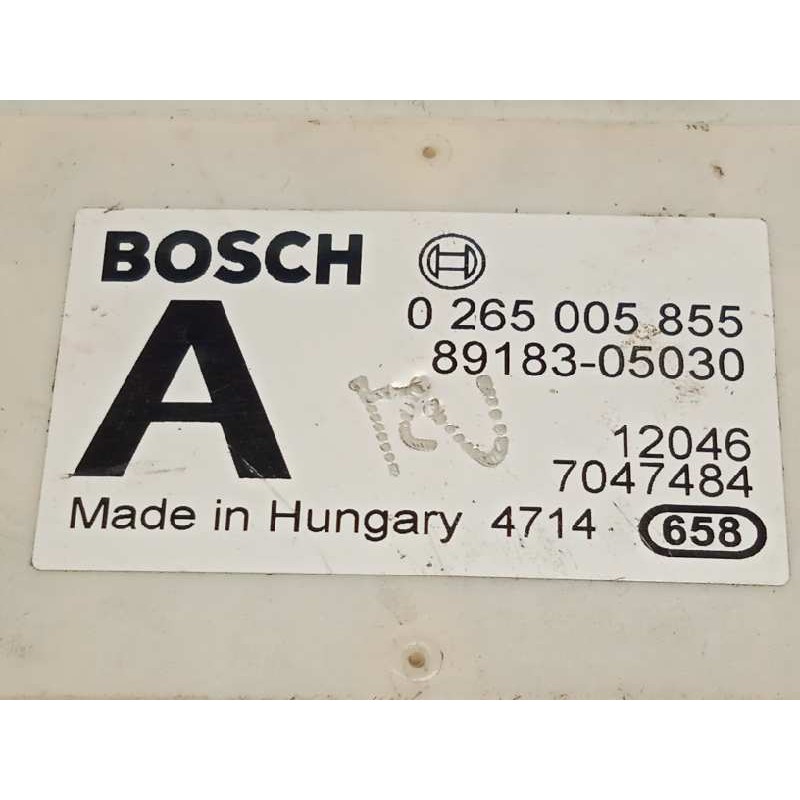 BOSCH
A
0 265 005 855
89183-05030
12046
7047484
Made in Hungary 4714 658